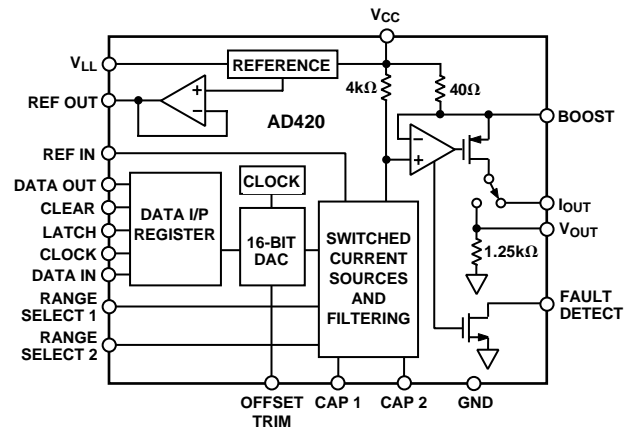 VCC
VLL
REFERENCE
4kΩ
40Ω
REF OUT
+
−
AD420
BOOST
−
+
REF IN
DATA OUT
CLEAR
LATCH
CLOCK
DATA IN
DATA I/P
REGISTER
CLOCK
16-BIT
DAC
SWITCHED
CURRENT
SOURCES
AND
FILTERING
IOUT
VOUT
1.25kΩ
RANGE
SELECT 1
RANGE
SELECT 2
FAULT
DETECT
OFFSET
TRIM
CAP 1
CAP 2
GND